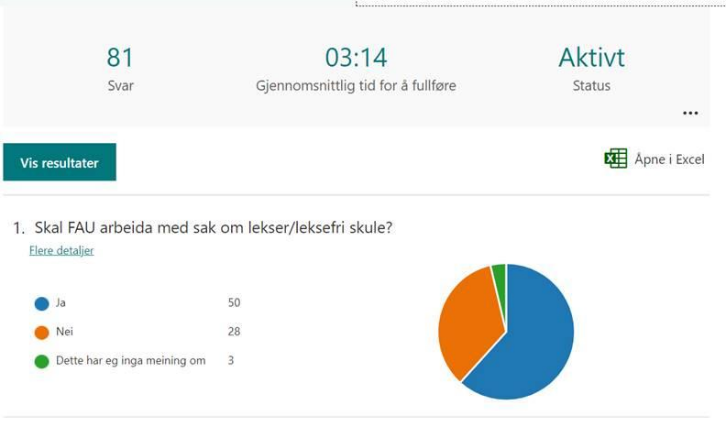 81
Svar
03:14
Gjennomsnittlig tid for å fullføre
Aktivt
Status
...
Vis resultater
Åpne i Excel
1. Skal FAU arbeida med sak om lekser/leksefri skule?
Flere detaljer
Ja 50
Nei 28
Dette har eg inga meining om 3